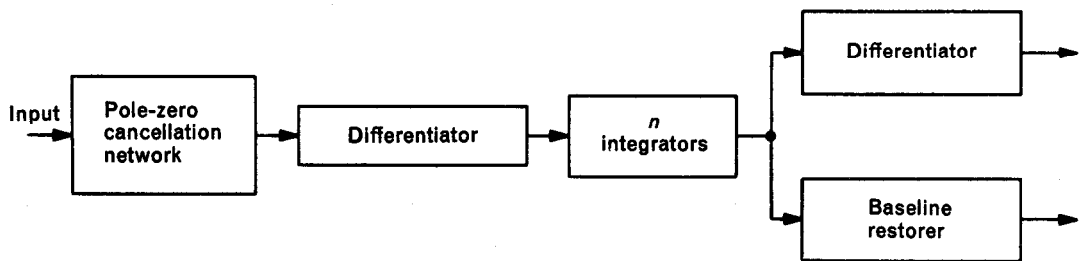 Input
Pole-zero
cancellation
network
Differentiator
n
integrators
Differentiator
Baseline
restorer